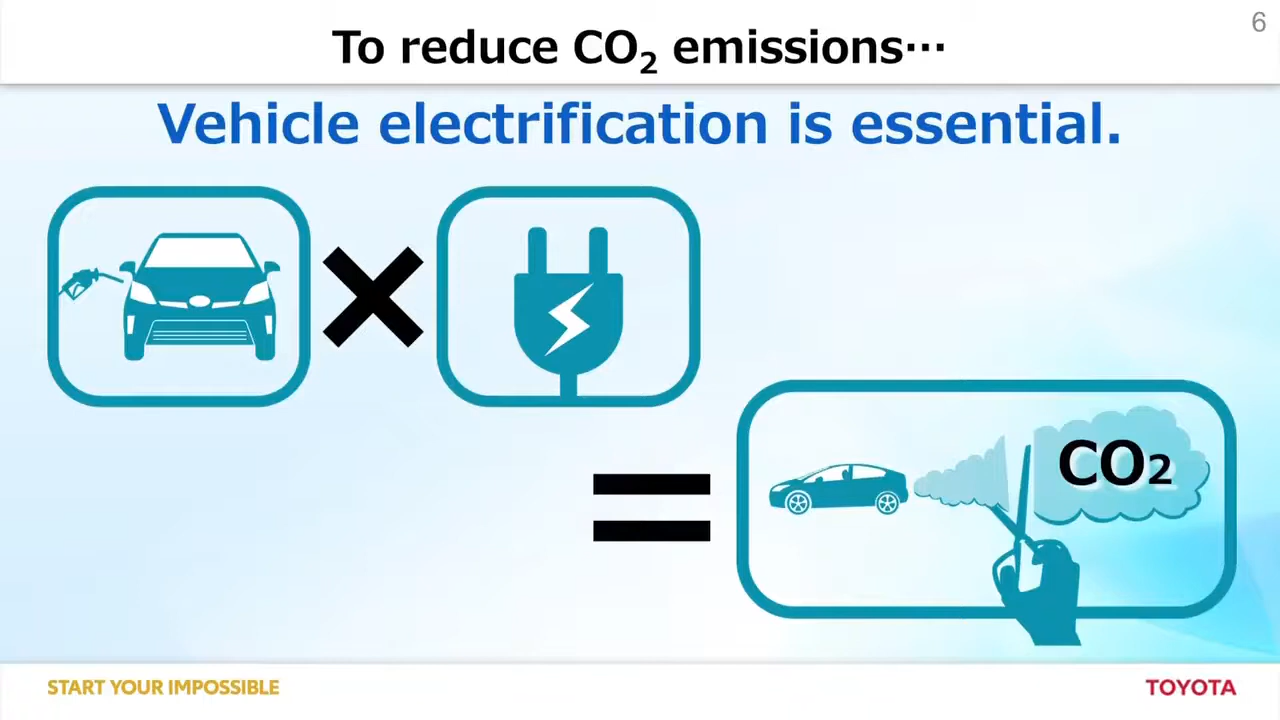 6
To reduce CO₂ emissions…
Vehicle electrification is essential.
CO₂
START YOUR IMPOSSIBLE
TOYOTA